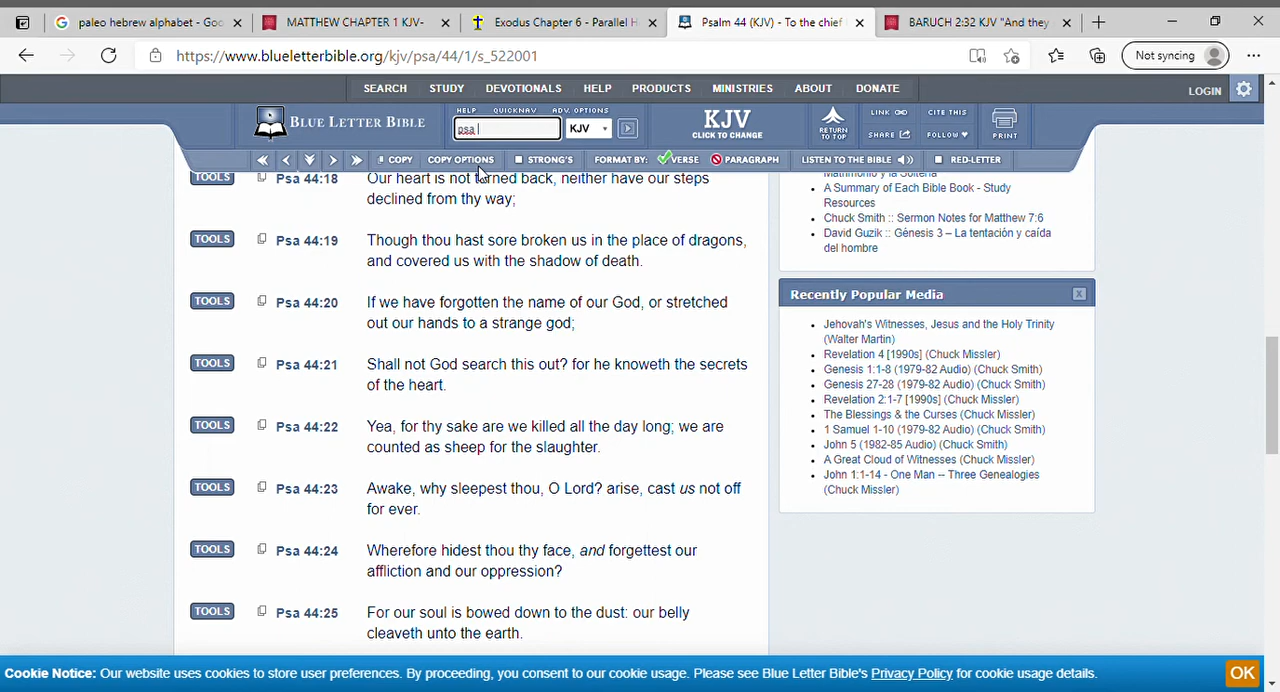 paleo hebrew alphabet - Goo
MATTHEW CHAPTER 1 KJV-
Exodus Chapter 6 - Parallel H
Psalm 44 (KJV) - To the chief
BARUCH 2:32 KJV "And they
https://www.blueletterbible.org/kjv/psa/44/1/s_522001
Not syncing
SEARCH STUDY DEVOTIONALS HELP PRODUCTS MINISTRIES ABOUT DONATE
LOGIN
HELP QUICKNAV ADV. OPTIONS
BLUE LETTER BIBLE
psa
KJV
KJV
CLICK TO CHANGE
RETURN
TO TOP
LINK
CITE THIS
SHARE
FOLLOW
PRINT
COPY COPY OPTIONS STRONG'S FORMAT BY: VERSE PARAGRAPH LISTEN TO THE BIBLE RED-LETTER
TOOLS Psa 44:18 Our heart is not turned back, neither have our steps
declined from thy way;
TOOLS Psa 44:19 Though thou hast sore broken us in the place of dragons,
and covered us with the shadow of death.
TOOLS Psa 44:20 If we have forgotten the name of our God, or stretched
out our hands to a strange god;
TOOLS Psa 44:21 Shall not God search this out? for he knoweth the secrets
of the heart.
TOOLS Psa 44:22 Yea, for thy sake are we killed all the day long; we are
counted as sheep for the slaughter.
TOOLS Psa 44:23 Awake, why sleepest thou, O Lord? arise, cast us not off
for ever.
TOOLS Psa 44:24 Wherefore hidest thou thy face, and forgettest our
affliction and our oppression?
TOOLS Psa 44:25 For our soul is bowed down to the dust: our belly
cleaveth unto the earth.
Matrimonio y la Soltería
A Summary of Each Bible Book - Study
Resources
Chuck Smith :: Sermon Notes for Matthew 7:6
David Guzik :: Génesis 3 – La tentación y caída
del hombre
Recently Popular Media
Jehovah's Witnesses, Jesus and the Holy Trinity
(Walter Martin)
Revelation 4 [1990s] (Chuck Missler)
Genesis 1:1-8 (1979-82 Audio) (Chuck Smith)
Genesis 27-28 (1979-82 Audio) (Chuck Smith)
Revelation 2:1-7 [1990s] (Chuck Missler)
The Blessings & the Curses (Chuck Missler)
1 Samuel 1-10 (1979-82 Audio) (Chuck Smith)
John 5 (1982-85 Audio) (Chuck Smith)
A Great Cloud of Witnesses (Chuck Missler)
John 1:1-14 - One Man -- Three Genealogies
(Chuck Missler)
Cookie Notice: Our website uses cookies to store user preferences. By proceeding, you consent to our cookie usage. Please see Blue Letter Bible's Privacy Policy for cookie usage details.
OK